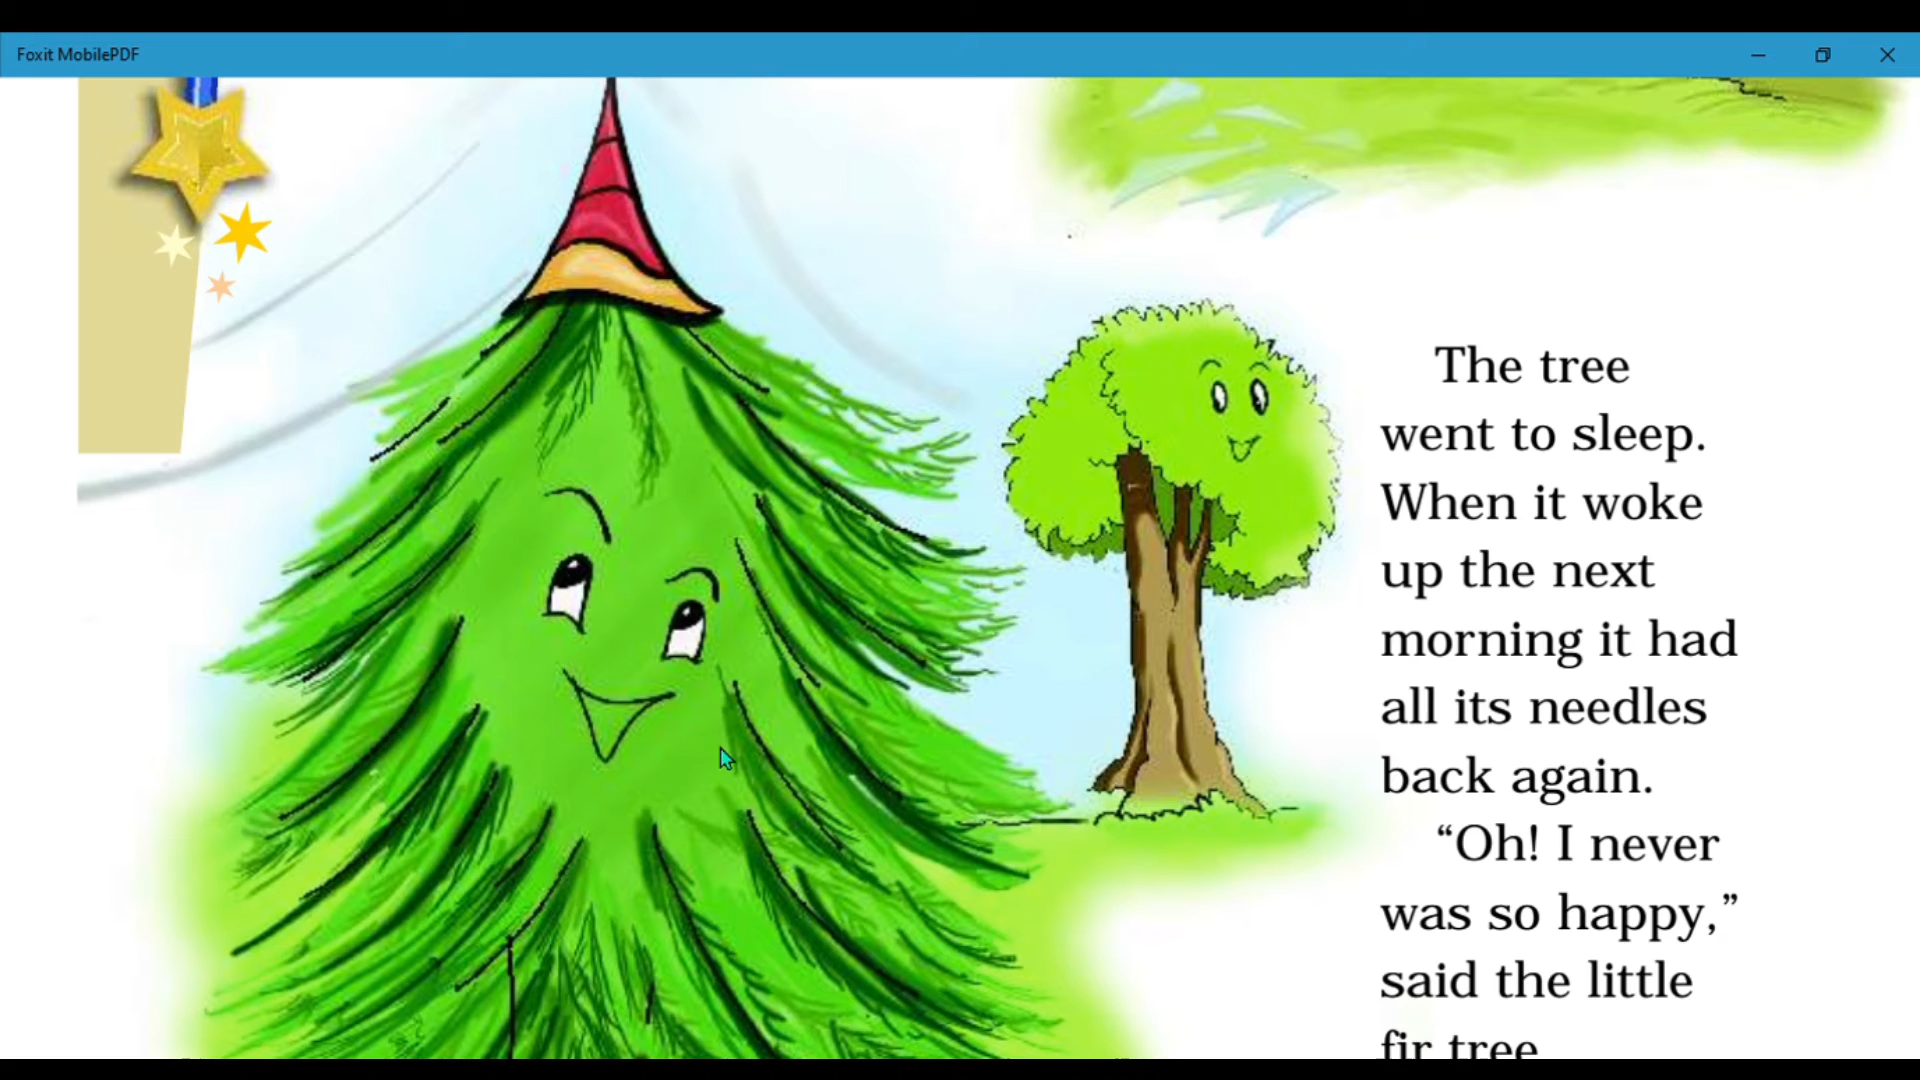 Foxit MobilePDF
The tree
went to sleep.
When it woke
up the next
morning it had
all its needles
back again.
“Oh! I never
was so happy,”
said the little
fir tree